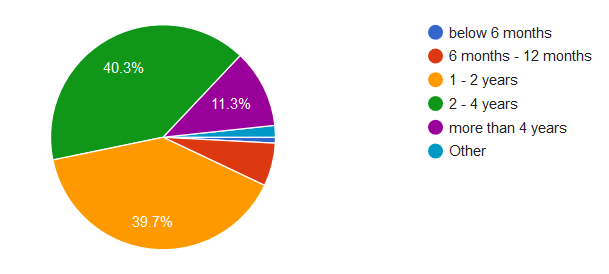 40.3%
11.3%
39.7%
below 6 months
6 months - 12 months
1 - 2 years
2 - 4 years
more than 4 years
Other